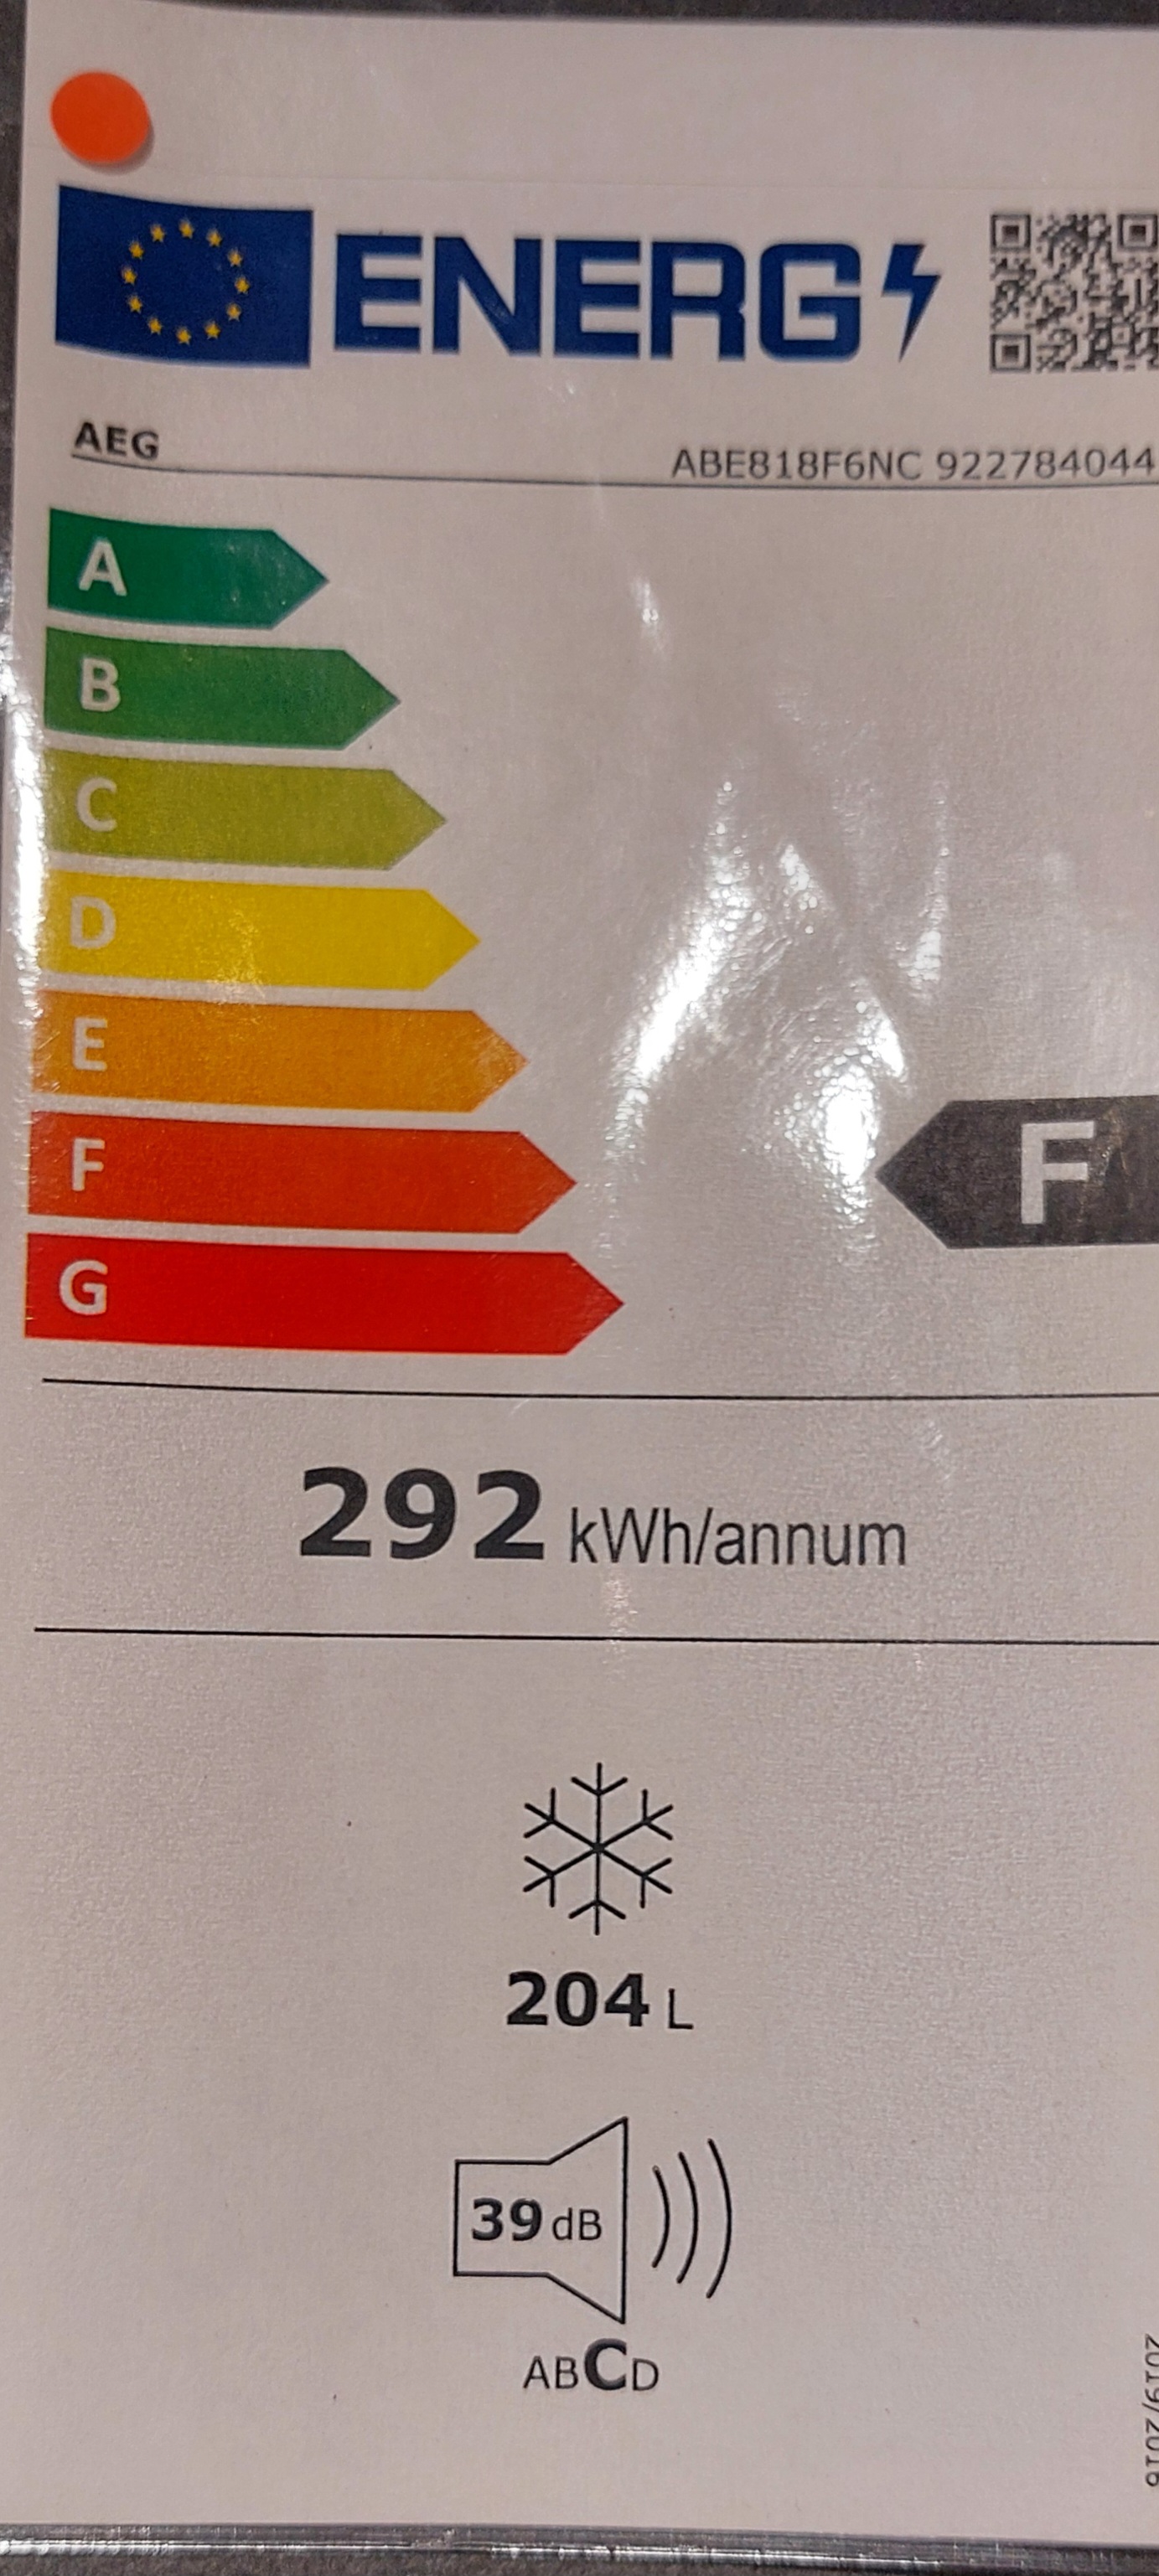 ENERG
AEG
ABE818F6NC 922784044
A
B
C
D
E
F
F
G
292 kWh/annum
204 L
39 dB
ABCD
2019/2016